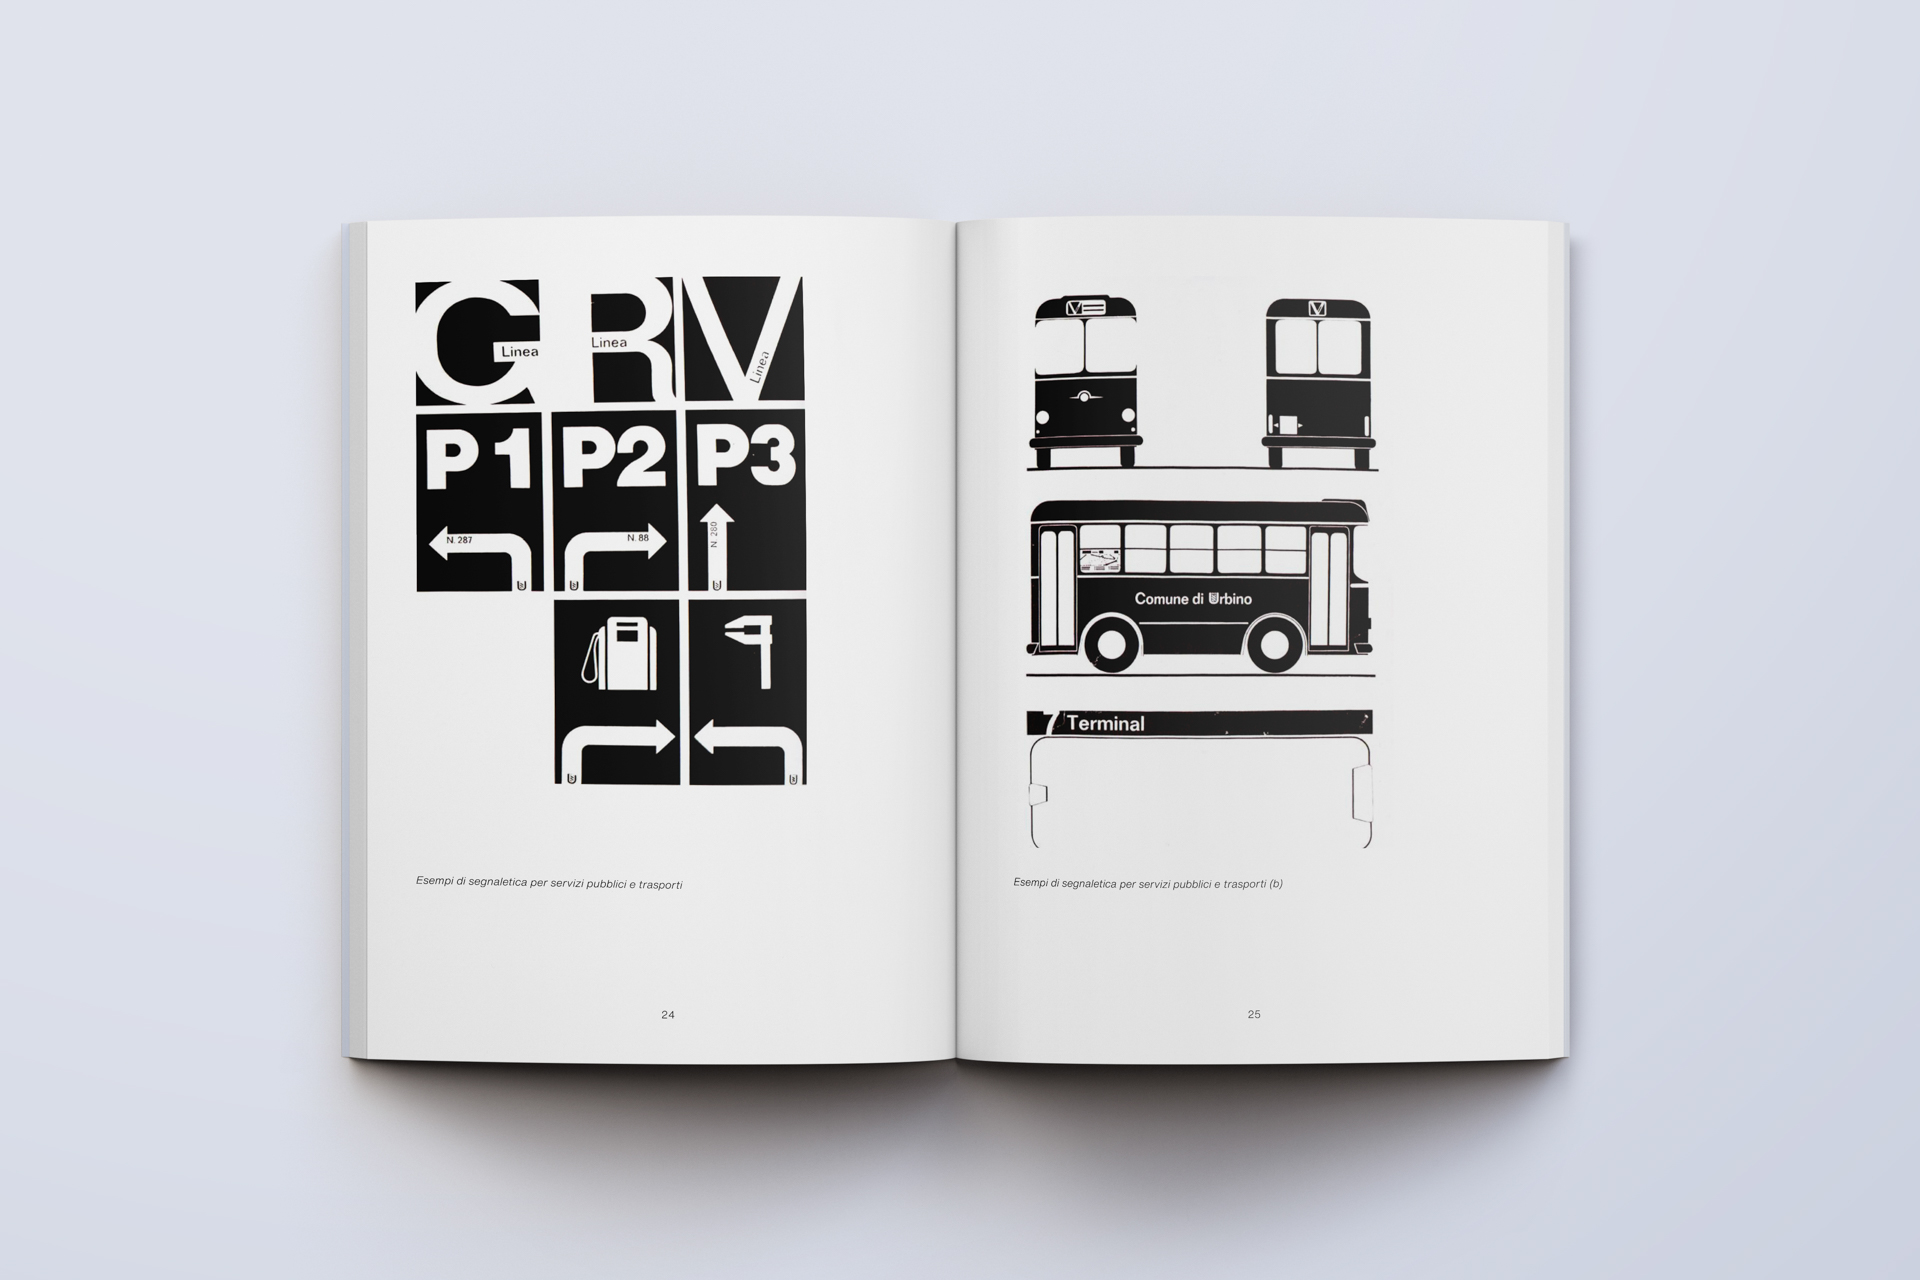 G Linea
R Linea
V Linea
P1
P2
P3
N. 287
N. 88
N. 280
Esempi di segnaletica per servizi pubblici e trasporti
24
V
V
Comune di Urbino
7 Terminal
Esempi di segnaletica per servizi pubblici e trasporti (b)
25